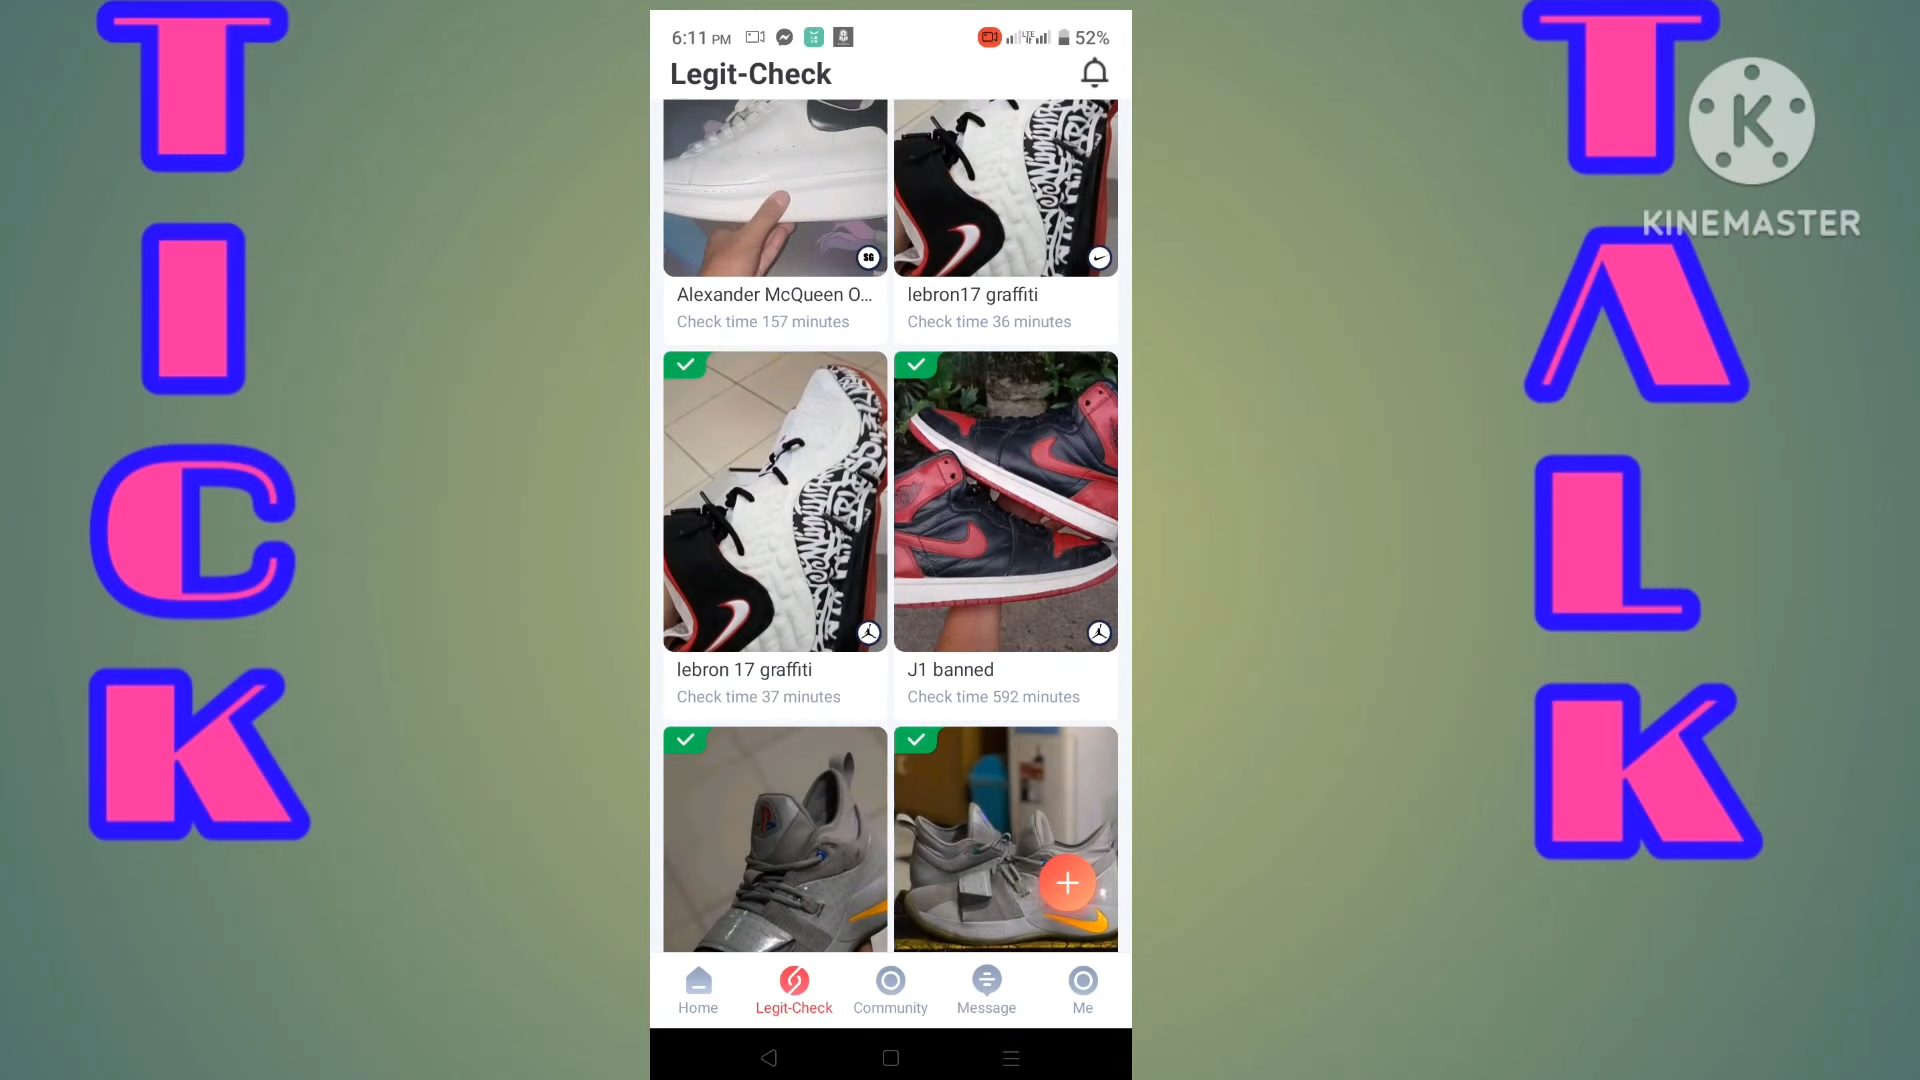 TICK
TALK
KINEMASTER
6:11 PM
LTE
52%
Legit-Check
SG
Alexander McQueen O...
Check time 157 minutes
lebron17 graffiti
Check time 36 minutes
lebron 17 graffiti
Check time 37 minutes
J1 banned
Check time 592 minutes
Home
Legit-Check
Community
Message
Me